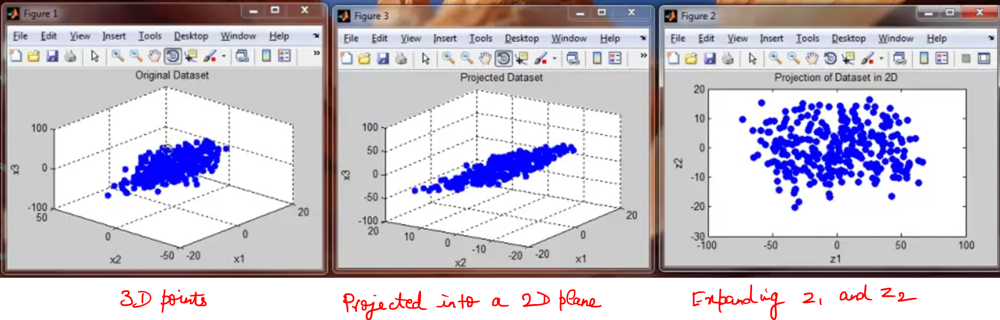 Figure 1
File Edit View Insert Tools Desktop Window Help
Original Dataset
100
0
-100
x3
50
0
-50
x2
-20
0
20
x1
3D points
Figure 3
File Edit View Insert Tools Desktop Window Help
Projected Dataset
100
50
0
-50
-100
x3
20
10
0
-10
-20
x2
-20
0
20
x1
Projected into a 2D plane
Figure 2
File Edit View Insert Tools Desktop Window Help
Projection of Dataset in 2D
20
10
0
-10
-20
-30
z2
-100
-50
0
50
100
z1
Expanding z1 and z2